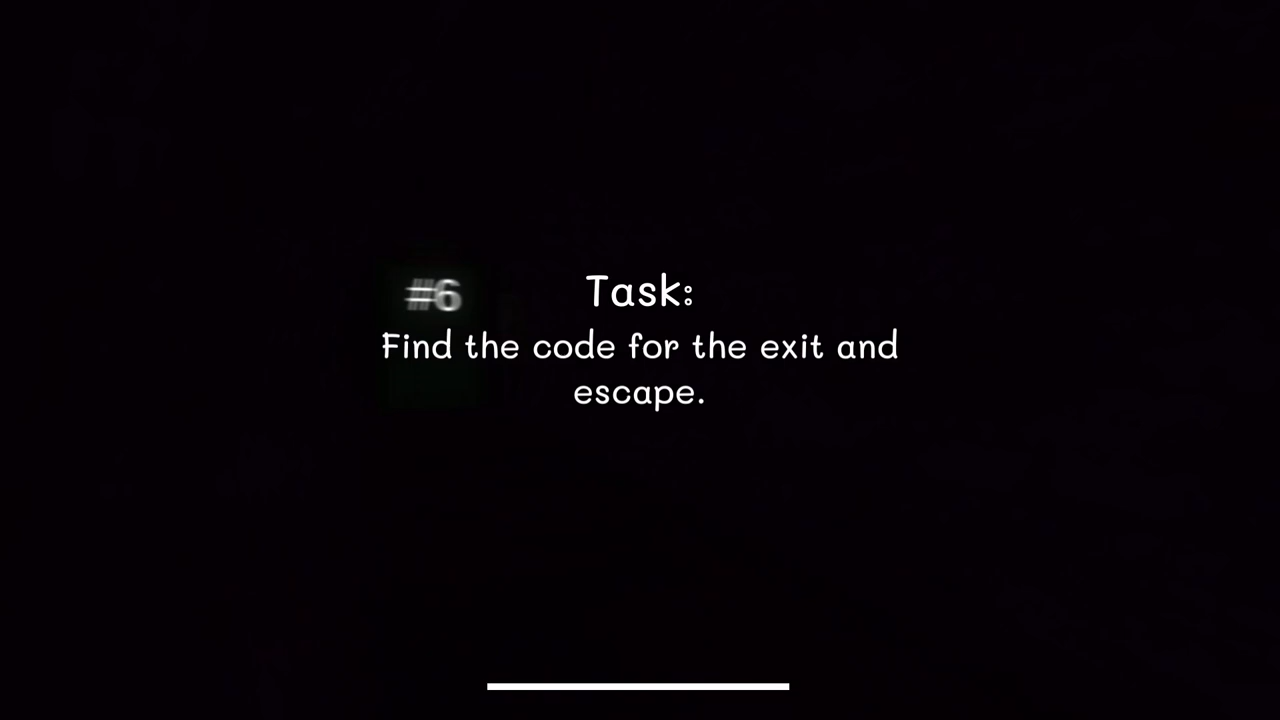 #6
Task:
Find the code for the exit and
escape.